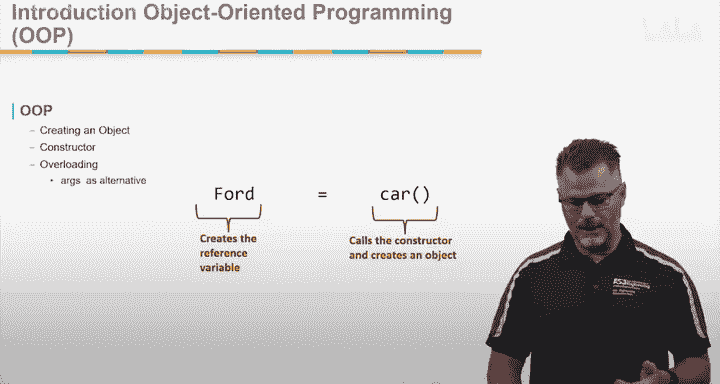 Introduction Object-Oriented Programming
(OOP)
OOP
– Creating an Object
– Constructor
– Overloading
• args as alternative
Ford = car()
Creates the
reference
variable
Calls the constructor
and creates an object